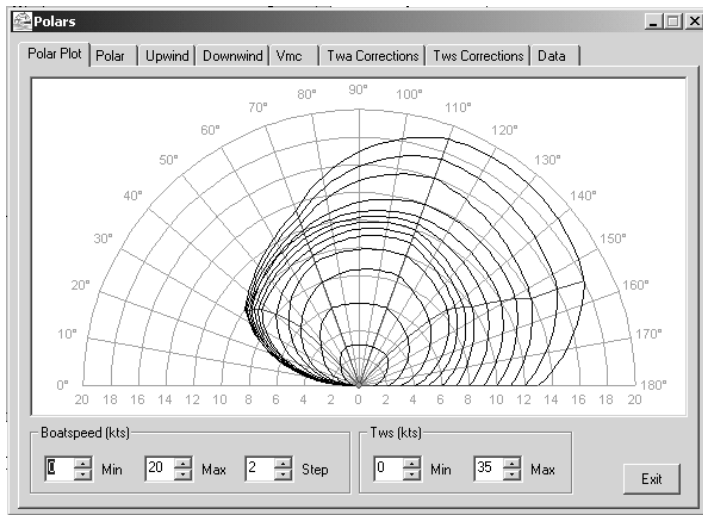 Polars
Polar Plot Polar Upwind Downwind Vmc Twa Corrections Tws Corrections Data
90°
80° 100°
70° 110°
60° 120°
50° 130°
40° 140°
30° 150°
20° 160°
10° 170°
0° 180°
20 18 16 14 12 10 8 6 4 2 0 2 4 6 8 10 12 14 16 18 20
Boatspeed (kts) Tws (kts)
0 Min 20 Max 2 Step 0 Min 35 Max
Exit